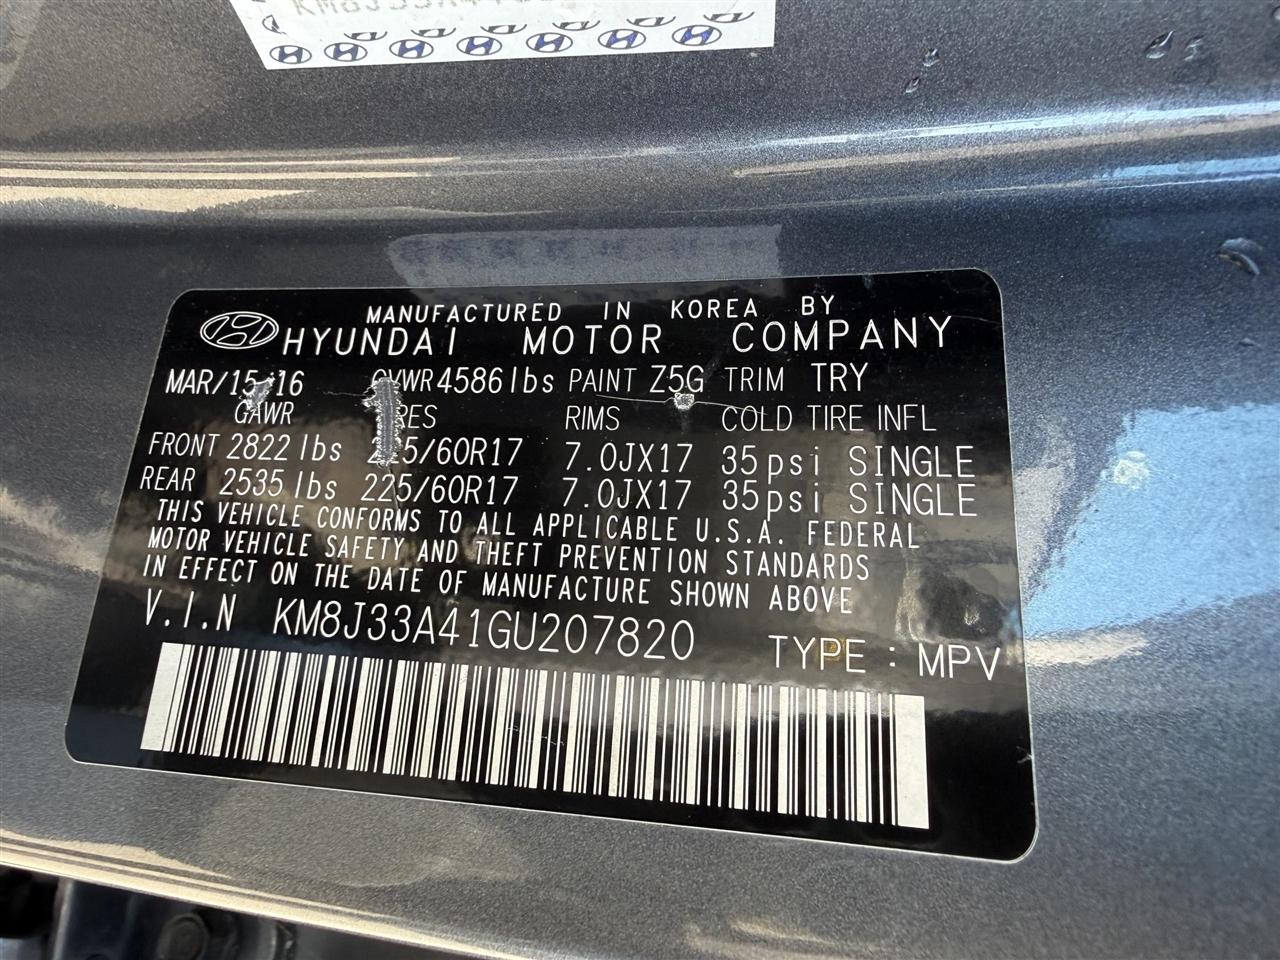 MANUFACTURED IN KOREA BY
HYUNDAI MOTOR COMPANY
MAR/15 16 GVWR 4586 lbs PAINT Z5G TRIM TRY
GAWR RIMS COLD TIRE INFL
FRONT 2822 lbs 225/60R17 7.0JX17 35psi SINGLE
REAR 2535 lbs 225/60R17 7.0JX17 35psi SINGLE
THIS VEHICLE CONFORMS TO ALL APPLICABLE U.S.A. FEDERAL
MOTOR VEHICLE SAFETY AND THEFT PREVENTION STANDARDS
IN EFFECT ON THE DATE OF MANUFACTURE SHOWN ABOVE
V.I.N KM8J33A41GU207820 TYPE : MPV